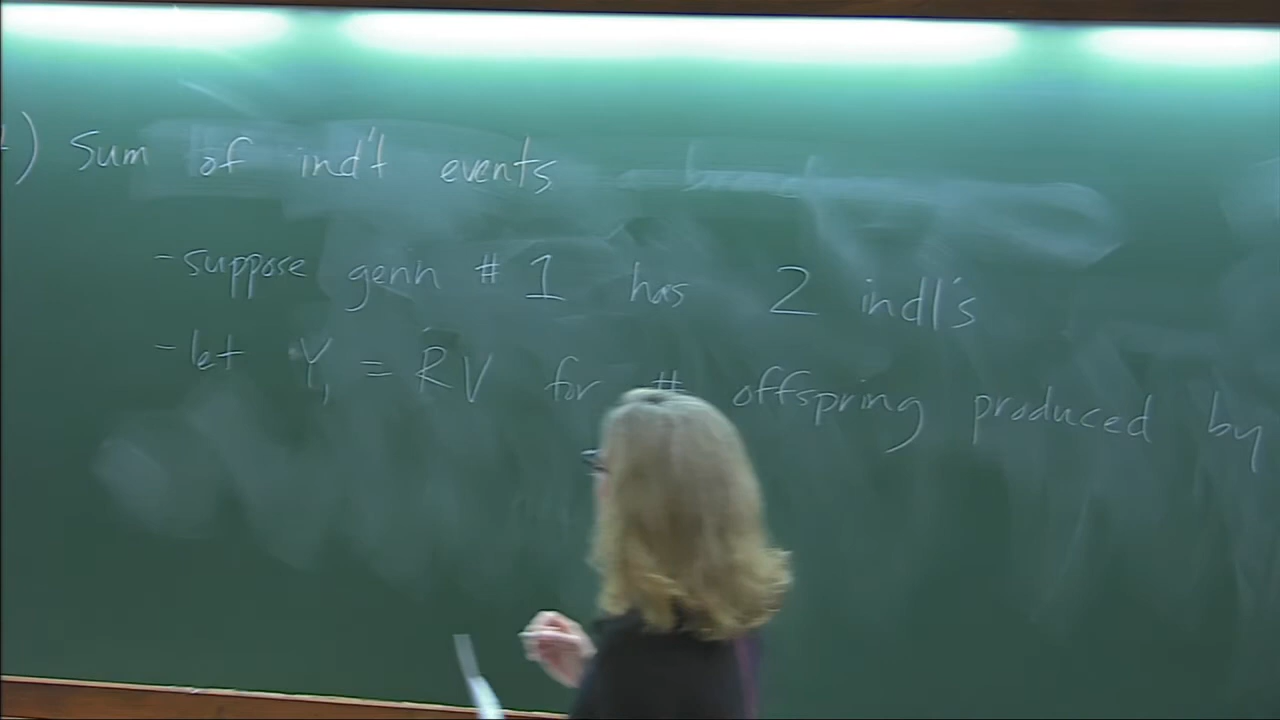 ) Sum of ind't events
- suppose genn # 1 has 2 indl's
- let Y₁ = RV for # offspring produced by